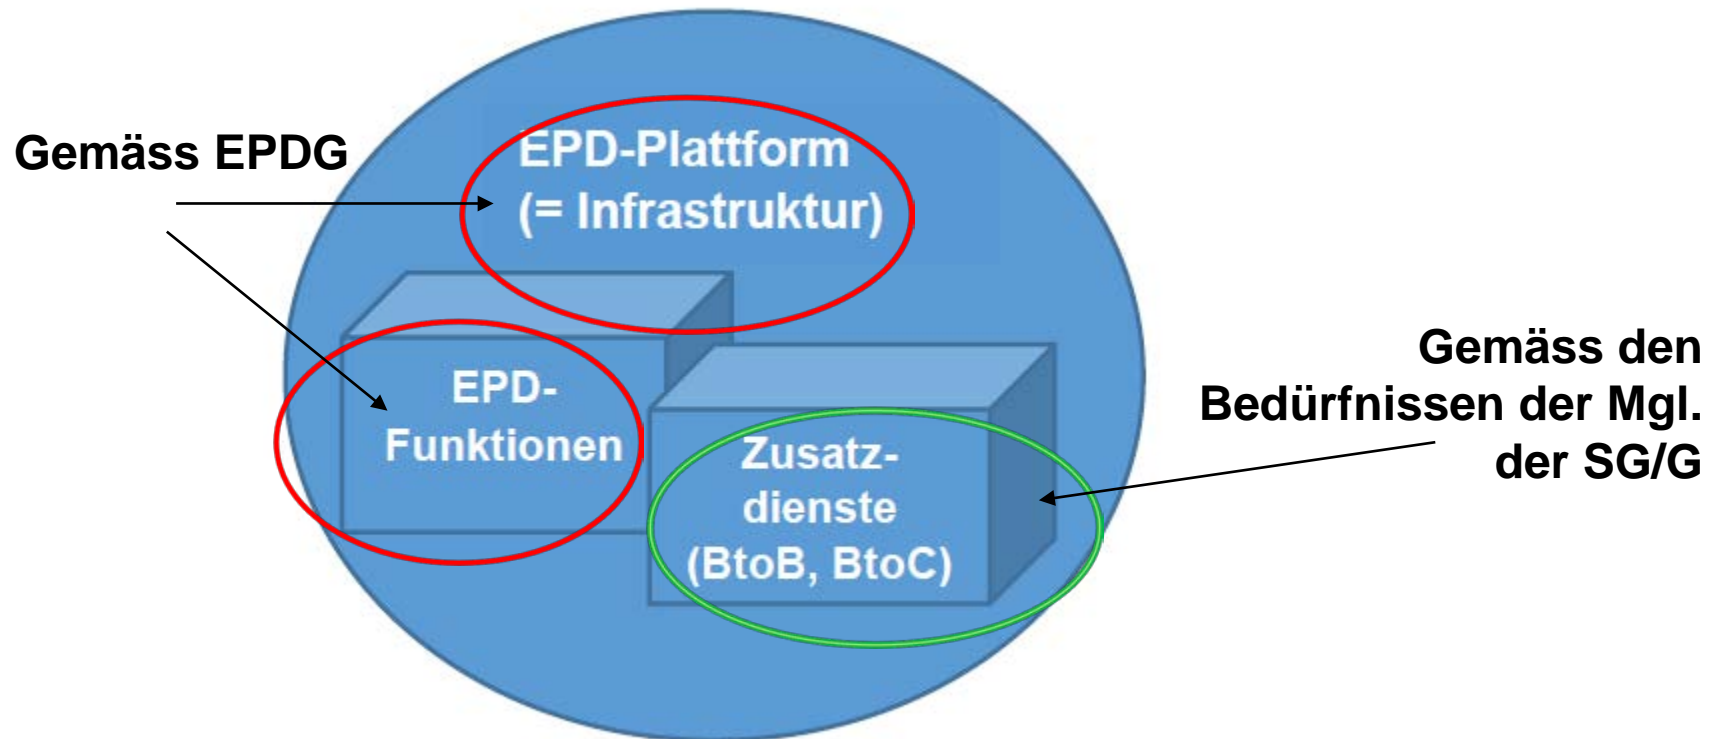 Gemäss EPDG
EPD-Plattform
(= Infrastruktur)
EPD-
Funktionen
Zusatz-
dienste
(BtoB, BtoC)
Gemäss den
Bedürfnissen der Mgl.
der SG/G